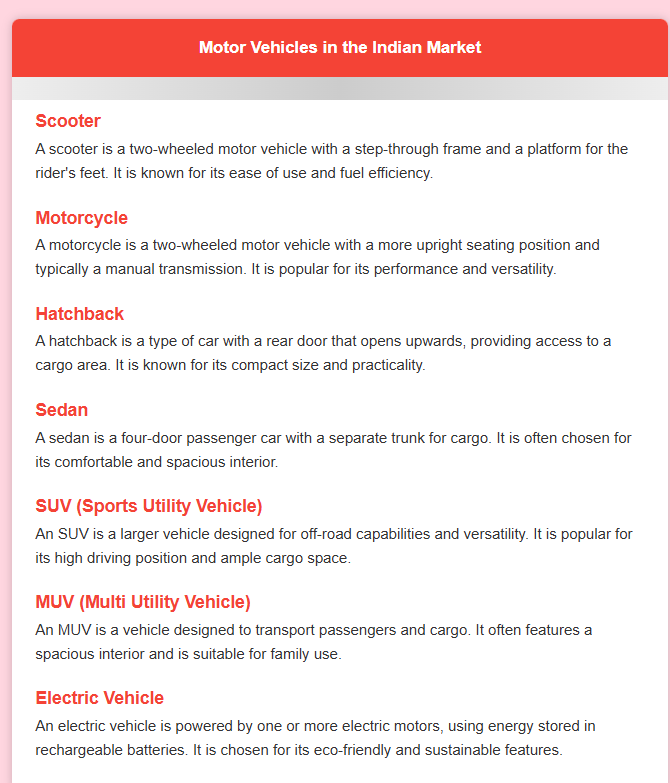 Motor Vehicles in the Indian Market
Scooter
A scooter is a two-wheeled motor vehicle with a step-through frame and a platform for the
rider's feet. It is known for its ease of use and fuel efficiency.
Motorcycle
A motorcycle is a two-wheeled motor vehicle with a more upright seating position and
typically a manual transmission. It is popular for its performance and versatility.
Hatchback
A hatchback is a type of car with a rear door that opens upwards, providing access to a
cargo area. It is known for its compact size and practicality.
Sedan
A sedan is a four-door passenger car with a separate trunk for cargo. It is often chosen for
its comfortable and spacious interior.
SUV (Sports Utility Vehicle)
An SUV is a larger vehicle designed for off-road capabilities and versatility. It is popular for
its high driving position and ample cargo space.
MUV (Multi Utility Vehicle)
An MUV is a vehicle designed to transport passengers and cargo. It often features a
spacious interior and is suitable for family use.
Electric Vehicle
An electric vehicle is powered by one or more electric motors, using energy stored in
rechargeable batteries. It is chosen for its eco-friendly and sustainable features.